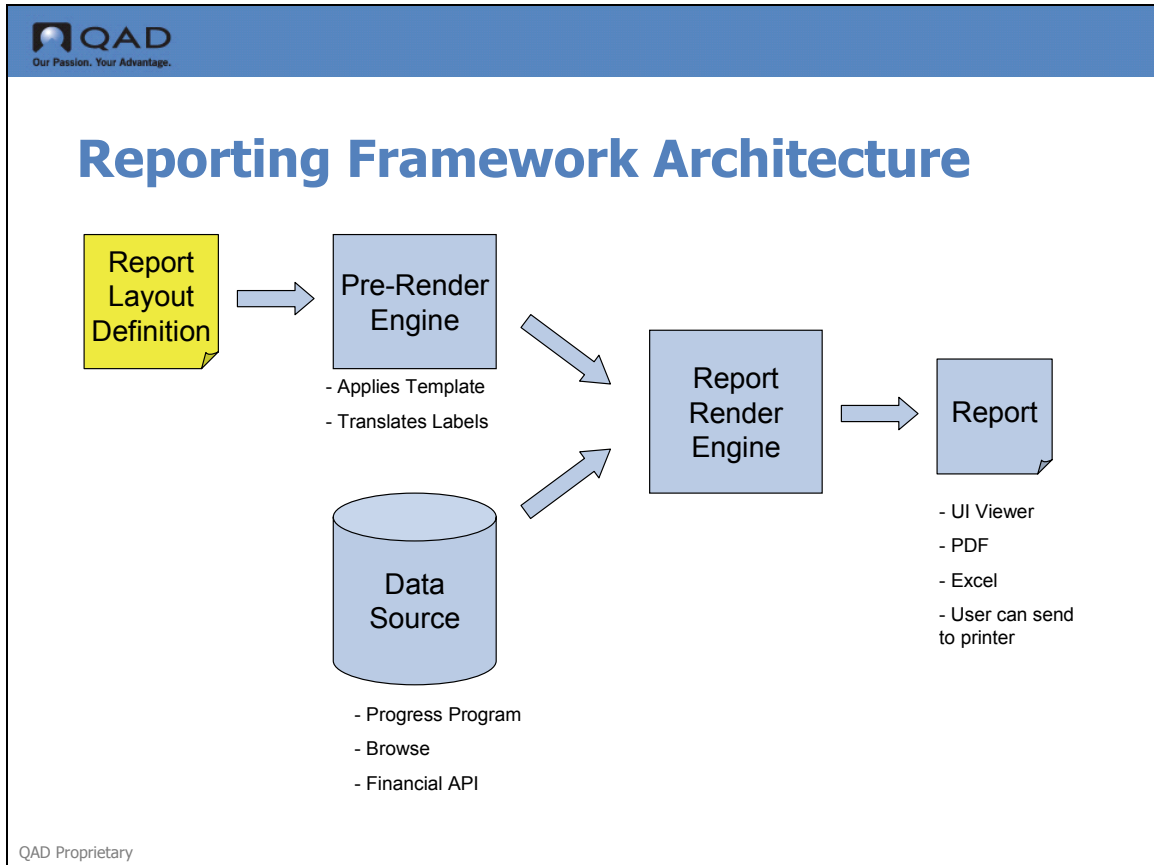 QAD
Our Passion. Your Advantage.
Reporting Framework Architecture
Report
Layout
Definition
Pre-Render
Engine
- Applies Template
- Translates Labels
Data
Source
- Progress Program
- Browse
- Financial API
Report
Render
Engine
Report
- UI Viewer
- PDF
- Excel
- User can send
to printer
QAD Proprietary